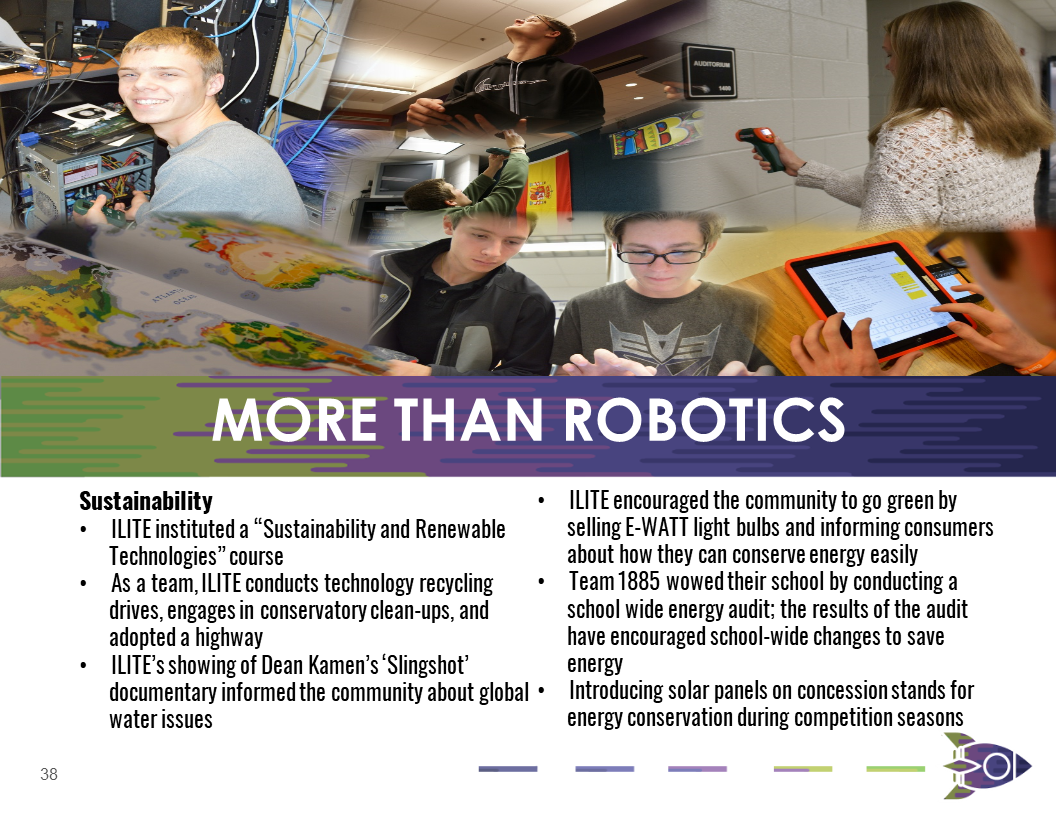 AUDITORIUM
1408
ATLANTIC
OCEAN
MORE THAN ROBOTICS
Sustainability
• ILITE instituted a “Sustainability and Renewable
Technologies” course
• As a team, ILITE conducts technology recycling
drives, engages in conservatory clean-ups, and
adopted a highway
• ILITE’s showing of Dean Kamen’s ‘Slingshot’
documentary informed the community about global
water issues
• ILITE encouraged the community to go green by
selling E-WATT light bulbs and informing consumers
about how they can conserve energy easily
• Team 1885 wowed their school by conducting a
school wide energy audit; the results of the audit
have encouraged school-wide changes to save
energy
• Introducing solar panels on concession stands for
energy conservation during competition seasons
38